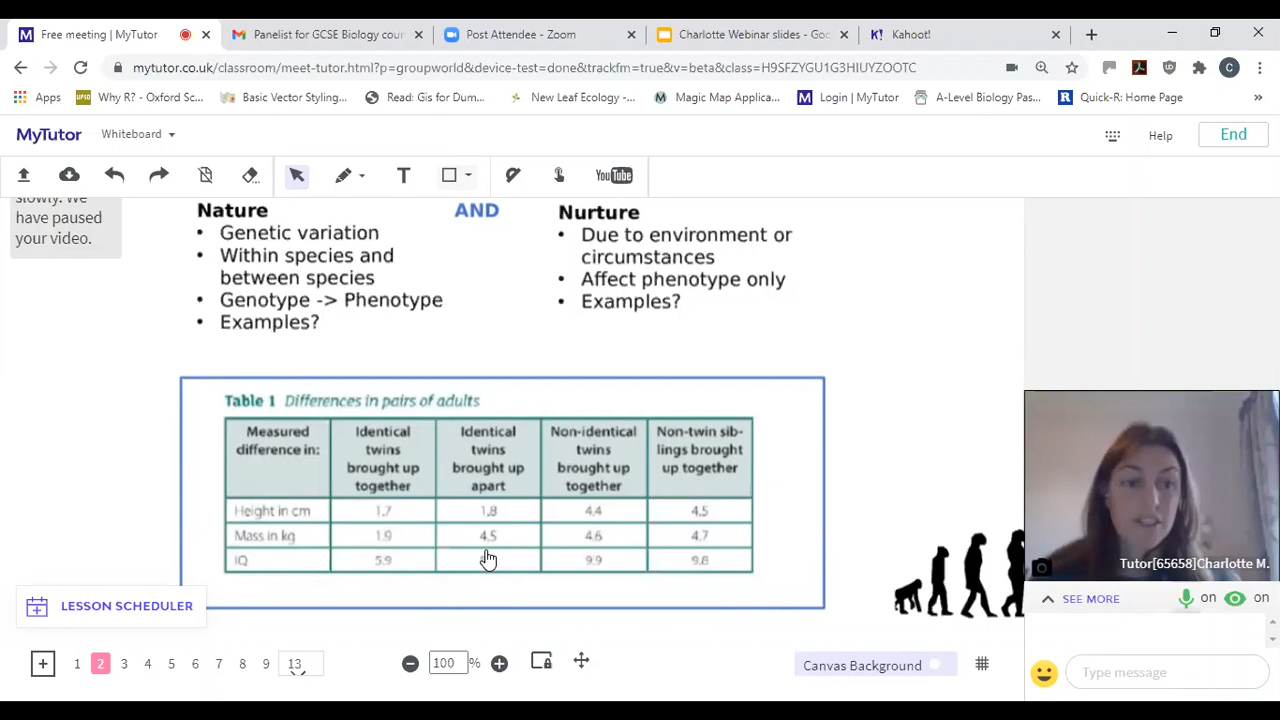 Free meeting | MyTutor
Panelist for GCSE Biology cour
Post Attendee - Zoom
Charlotte Webinar slides - Goo
Kahoot!
mytutor.co.uk/classroom/meet-tutor.html?p=groupworld&device-test=done&trackfm=true&v=beta&class=H9SFZYGU1G3HIUYZOOTC
Apps
Why R? - Oxford Sc...
Basic Vector Styling...
Read: Gis for Dum...
New Leaf Ecology -...
Magic Map Applica...
Login | MyTutor
A-Level Biology Pas...
Quick-R: Home Page
MyTutor
Whiteboard
Help
End
YouTube
slowly. We
have paused
your video.
Nature
• Genetic variation
• Within species and
between species
• Genotype -> Phenotype
• Examples?
AND
Nurture
• Due to environment or
circumstances
• Affect phenotype only
• Examples?
Table 1 Differences in pairs of adults
Measured difference in: Identical twins brought up together Identical twins brought up apart Non-identical twins brought up together Non-twin sib-lings brought up together
Height in cm 1.7 1.8 4.4 4.5
Mass in kg 1.9 4.5 4.6 4.7
IQ 5.9 9.9 9.8
Tutor[65658]Charlotte M.
SEE MORE
on
on
LESSON SCHEDULER
1 2 3 4 5 6 7 8 9 13
100 %
Canvas Background
Type message